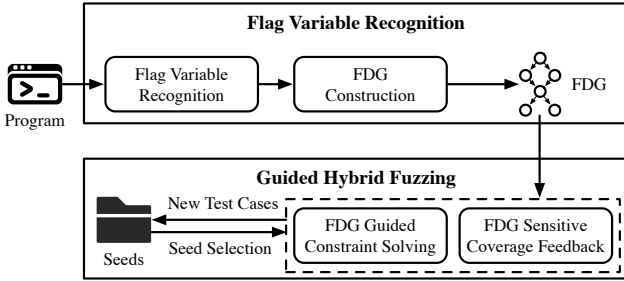 Flag Variable Recognition
Flag Variable
Recognition
FDG
Construction
FDG
>_
Program
Guided Hybrid Fuzzing
New Test Cases
Seed Selection
Seeds
FDG Guided
Constraint Solving
FDG Sensitive
Coverage Feedback